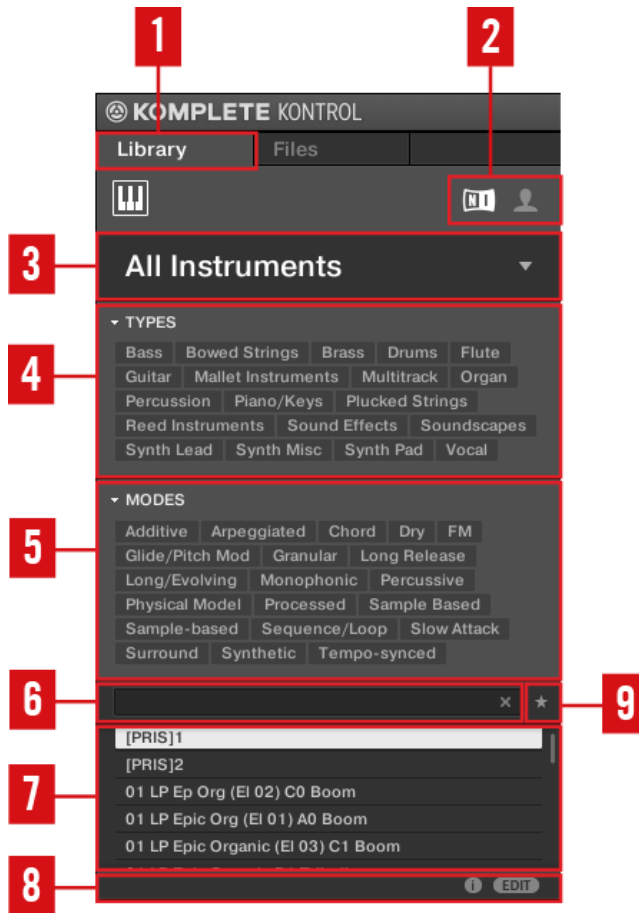 1
2
KOMPLETE KONTROL
Library Files
NI
3
All Instruments
TYPES
4
Bass Bowed Strings Brass Drums Flute
Guitar Mallet Instruments Multitrack Organ
Percussion Piano/Keys Plucked Strings
Reed Instruments Sound Effects Soundscapes
Synth Lead Synth Misc Synth Pad Vocal
MODES
5
Additive Arpeggiated Chord Dry FM
Glide/Pitch Mod Granular Long Release
Long/Evolving Monophonic Percussive
Physical Model Processed Sample Based
Sample-based Sequence/Loop Slow Attack
Surround Synthetic Tempo-synced
6
9
[PRIS]1
[PRIS]2
7
01 LP Ep Org (El 02) C0 Boom
01 LP Epic Org (El 01) A0 Boom
01 LP Epic Organic (El 03) C1 Boom
8
i EDIT